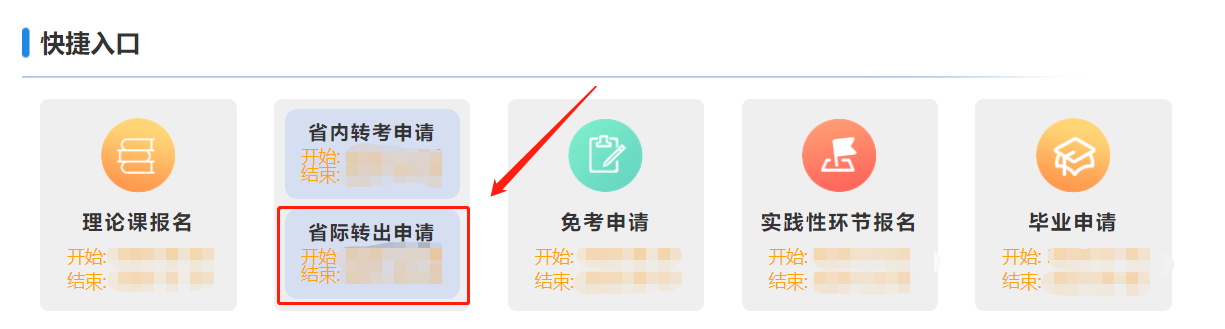 快捷入口
理论课报名
开始:
结束:
省内转考申请
开始:
结束:
省际转出申请
开始
结束:
免考申请
开始:
结束:
实践性环节报名
开始:
结束:
毕业申请
开始:
结束: